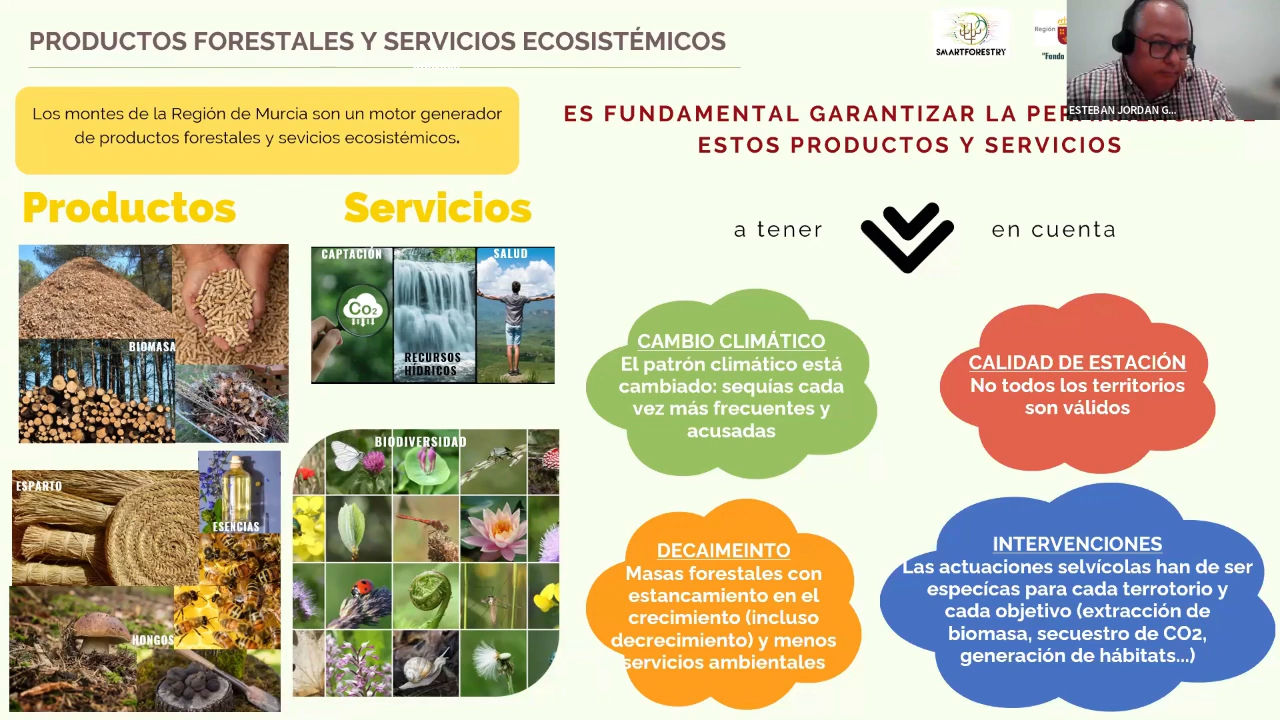 PRODUCTOS FORESTALES Y SERVICIOS ECOSISTÉMICOS
SMARTFORESTRY
Región
"Fondo
ESTEBAN JORDAN G...
Los montes de la Región de Murcia son un motor generador
de productos forestales y sevicios ecosistémicos.
ES FUNDAMENTAL GARANTIZAR LA
ESTOS PRODUCTOS Y SERVICIOS
Productos
Servicios
a tener
en cuenta
CAPTACIÓN
SALUD
CO2
RECURSOS
HÍDRICOS
BIOMASA
BIODIVERSIDAD
ESPARTO
ESENCIAS
HONGOS
CAMBIO CLIMÁTICO
El patrón climático está
cambiado: sequías cada
vez más frecuentes y
acusadas
CALIDAD DE ESTACIÓN
No todos los territorios
son válidos
DECAIMEINTO
Masas forestales con
estancamiento en el
crecimiento (incluso
decrecimiento) y menos
servicios ambientales
INTERVENCIONES
Las actuaciones selvícolas han de ser
especícas para cada terrotorio y
cada objetivo (extracción de
biomasa, secuestro de CO2,
generación de hábitats...)